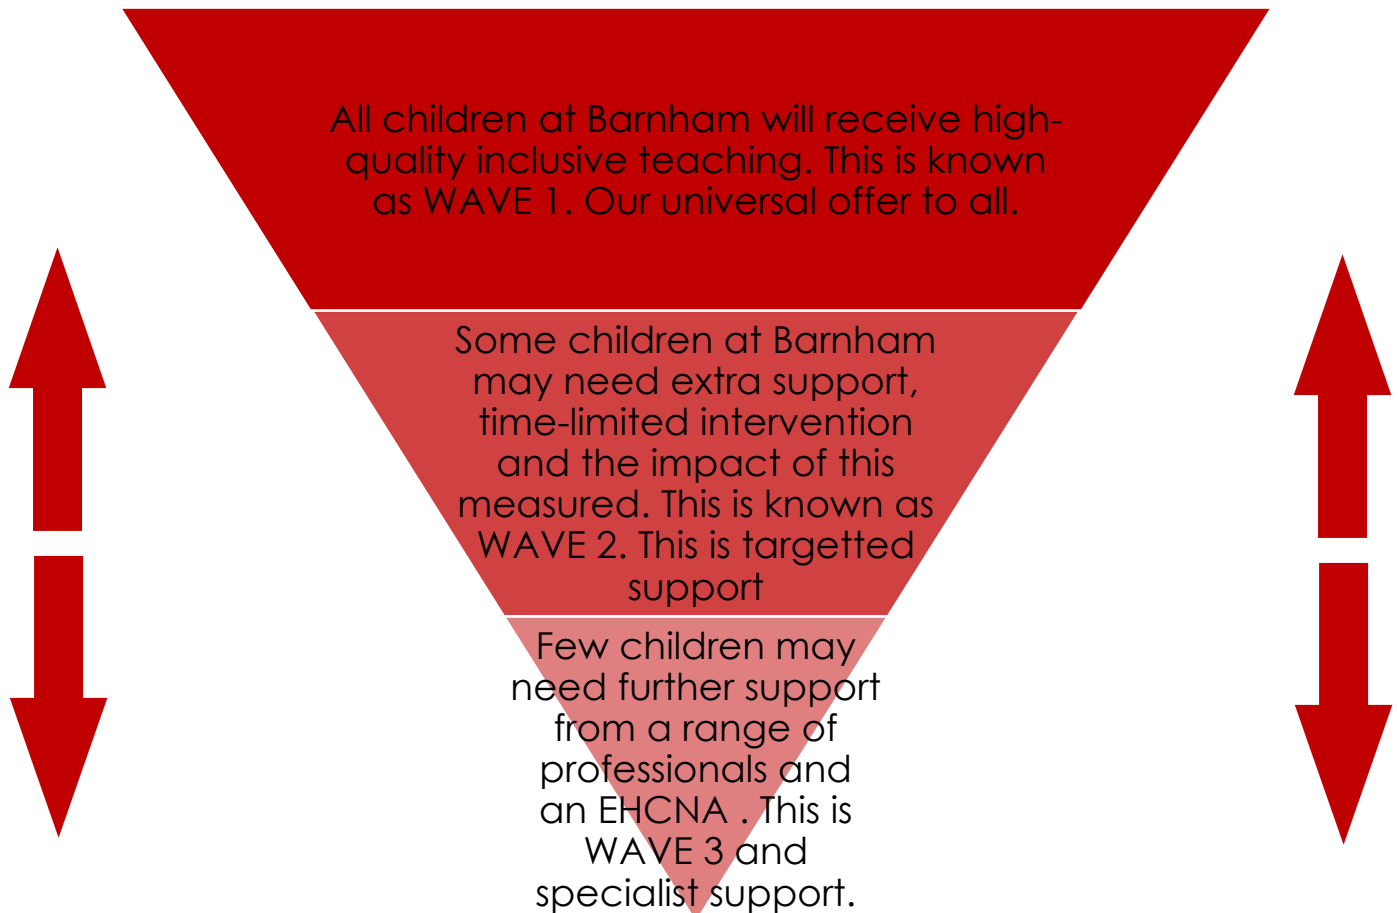 All children at Barnham will receive high-
quality inclusive teaching. This is known
as WAVE 1. Our universal offer to all.
Some children at Barnham
may need extra support,
time-limited intervention
and the impact of this
measured. This is known as
WAVE 2. This is targetted
support
Few children may
need further support
from a range of
professionals and
an EHCNA . This is
WAVE 3 and
specialist support.